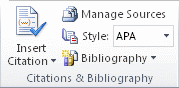 Manage Sources
Insert Citation
Style: APA
Bibliography
Citations & Bibliography